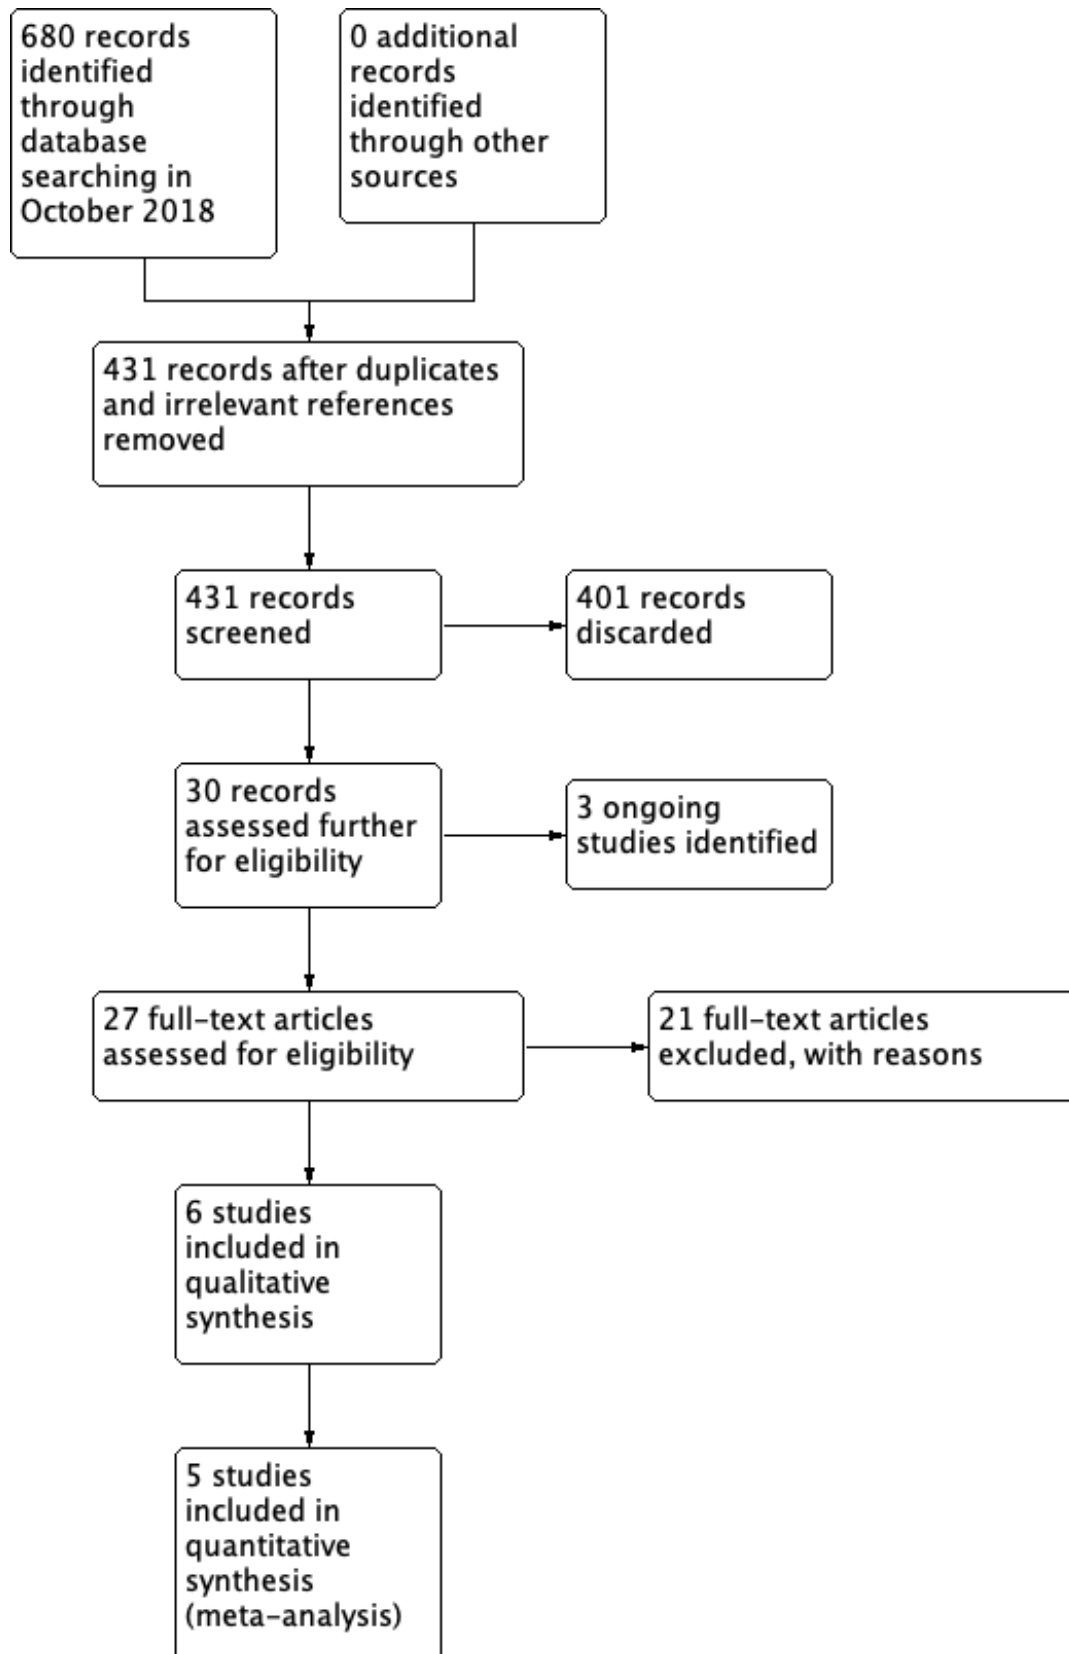 680 records
identified
through
database
searching in
October 2018
0 additional
records
identified
through other
sources
431 records after duplicates
and irrelevant references
removed
431 records
screened
401 records
discarded
30 records
assessed further
for eligibility
3 ongoing
studies identified
27 full-text articles
assessed for eligibility
21 full-text articles
excluded, with reasons
6 studies
included in
qualitative
synthesis
5 studies
included in
quantitative
synthesis
(meta-analysis)